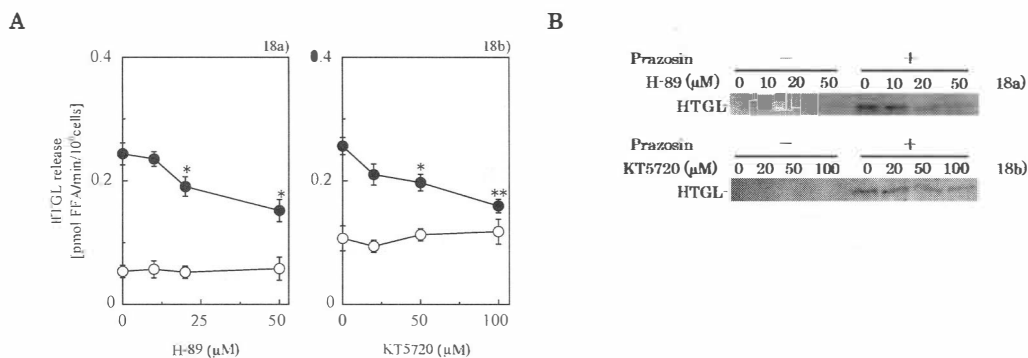 A
18a)
18b)
0.4
0.2
0
HTGL release
[pmol FFA/min/10⁶cells]
*
*
0 25 50
H-89 (μM)
0.4
0.2
0
*
**
0 50 100
KT5720 (μM)
B
Prazosin − +
H-89 (μM) 0 10 20 50 0 10 20 50 18a)
HTGL-
Prazosin − +
KT5720(μM) 0 20 50 100 0 20 50 100 18b)
HTGL-